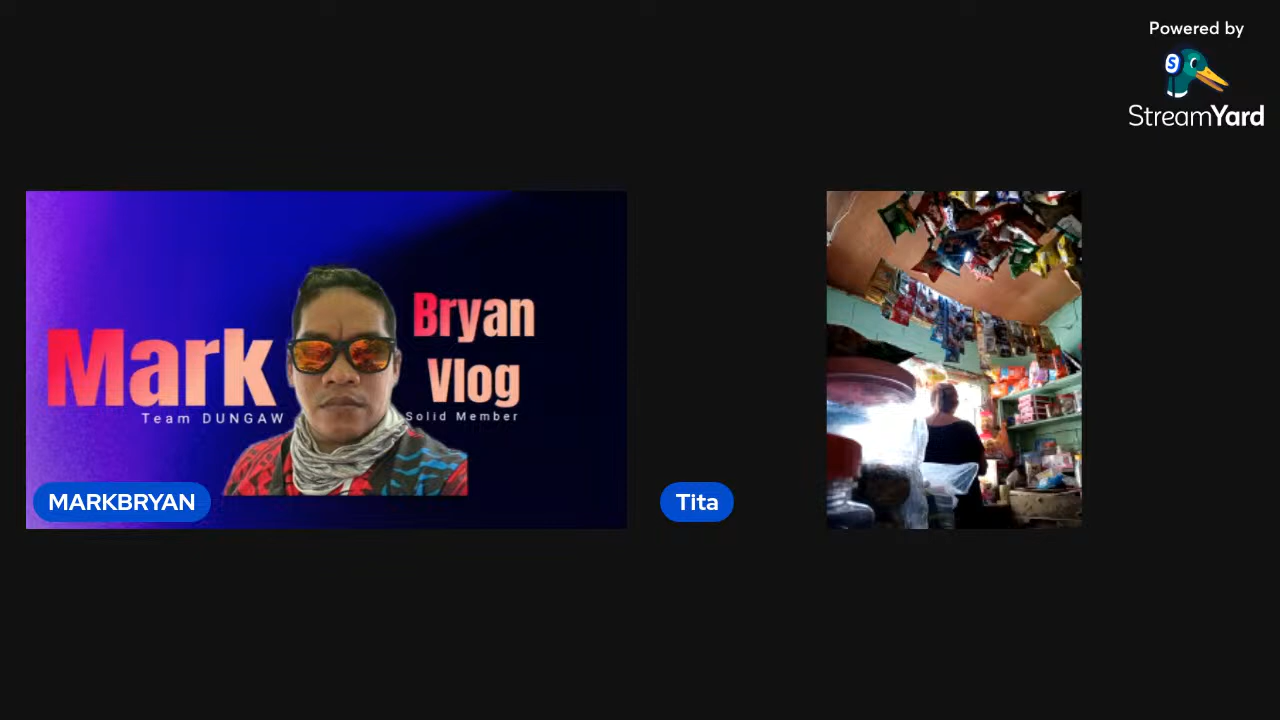 Powered by
S
StreamYard
Mark
Bryan
Vlog
Team DUNGAW
Solid Member
MARKBRYAN
Tita